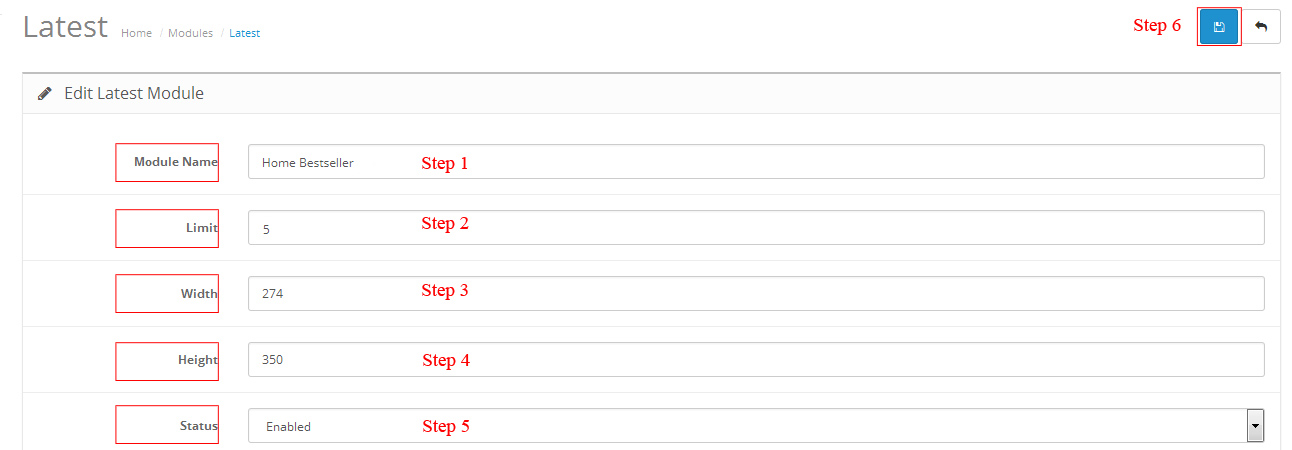 Latest Home / Modules / Latest Step 6
Edit Latest Module
Module Name Home Bestseller Step 1
Limit 5 Step 2
Width 274 Step 3
Height 350 Step 4
Status Enabled Step 5